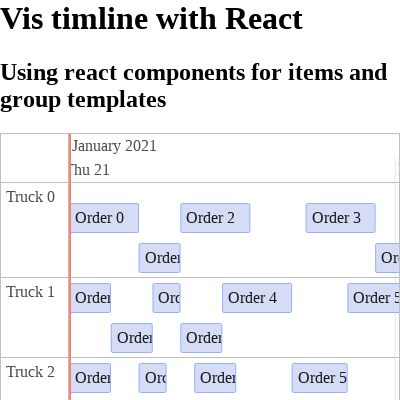 Vis timline with React
Using react components for items and
group templates
January 2021
Thu 21
Truck 0
Order 0
Order 2
Order 3
Order
Or
Truck 1
Order
Orc
Order 4
Order 5
Order
Order
Truck 2
Order
Or
Order
Order 5